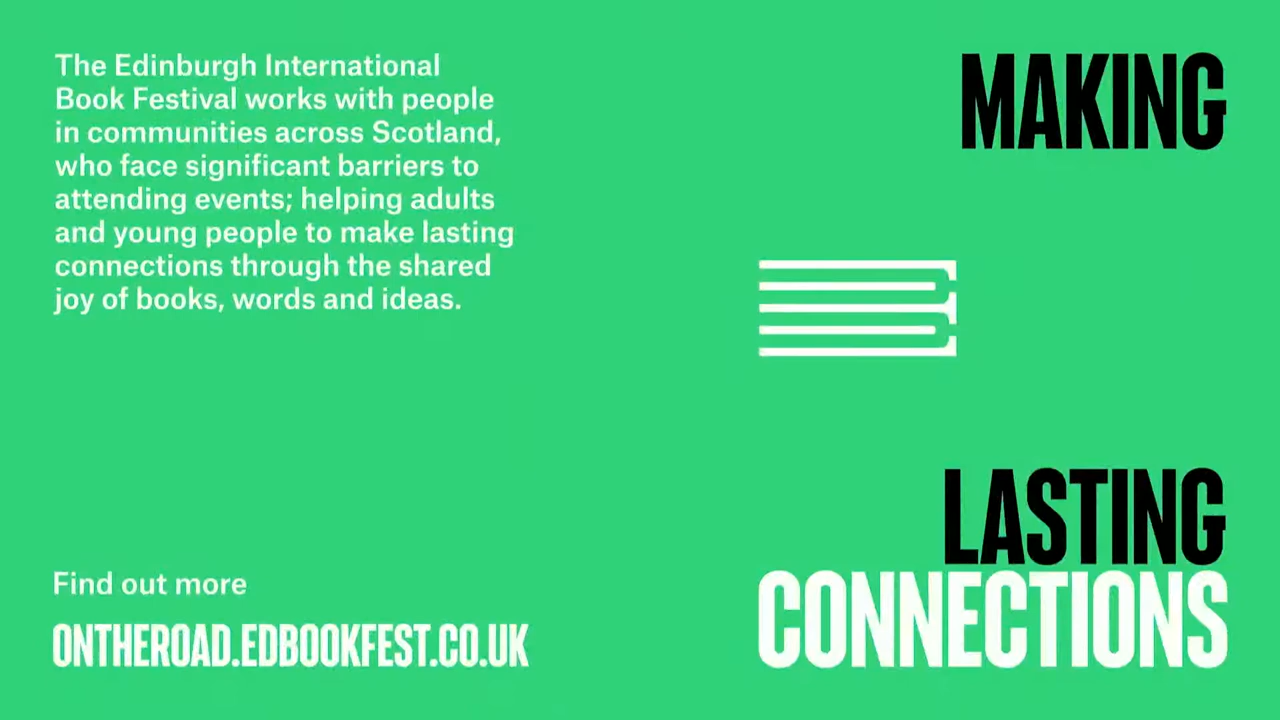 The Edinburgh International
Book Festival works with people
in communities across Scotland,
who face significant barriers to
attending events; helping adults
and young people to make lasting
connections through the shared
joy of books, words and ideas.
Find out more
ONTHEROAD.EDBOOKFEST.CO.UK
MAKING
LASTING
CONNECTIONS